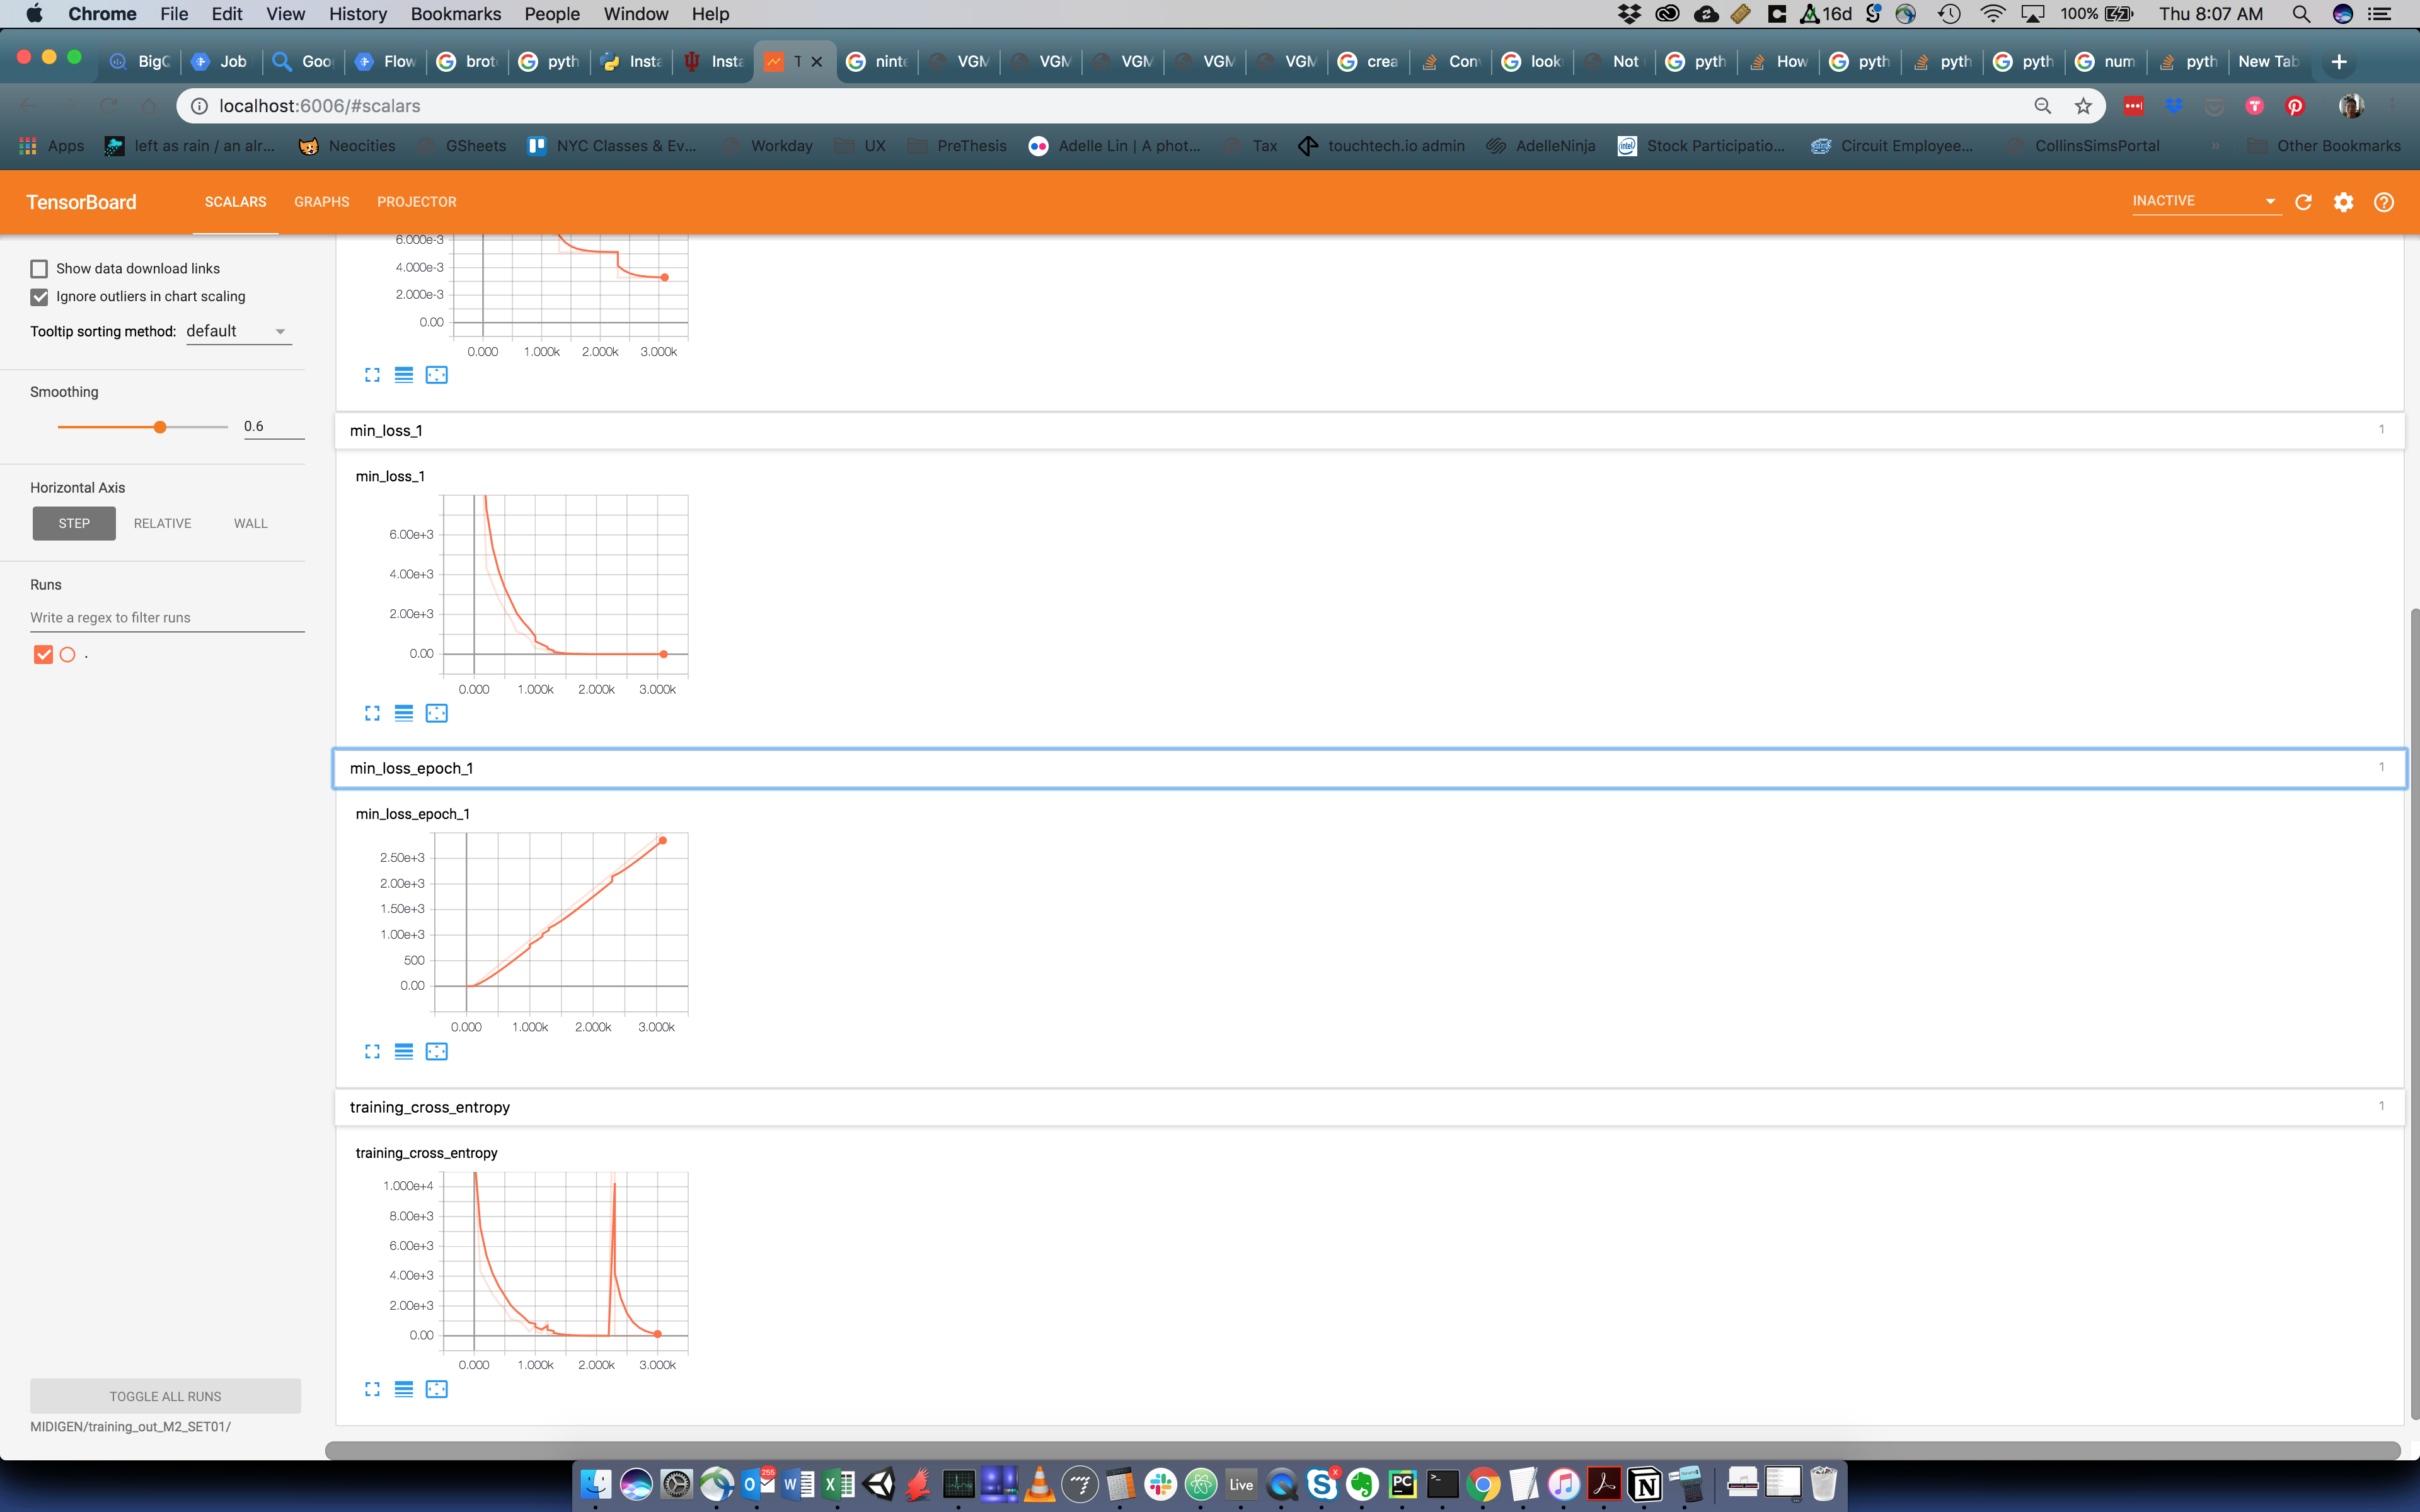 Chrome File Edit View History Bookmarks People Window Help 16d 100% Thu 8:07 AM
BigQ Job Goo Flow brot pyth Insta Insta T nint VGM VGM VGM VGM VGM crea Con look Not pyth How pyth pyth pyth num pyth New Tab
localhost:6006/#scalars
Apps left as rain / an alr... Neocities GSheets NYC Classes & Ev... Workday UX PreThesis Adelle Lin | A phot... Tax touchtech.io admin AdelleNinja Stock Participatio... Circuit Employee... CollinsSimsPortal » Other Bookmarks
TensorBoard SCALARS GRAPHS PROJECTOR INACTIVE
Show data download links
Ignore outliers in chart scaling
Tooltip sorting method: default
Smoothing
0.6
Horizontal Axis
STEP RELATIVE WALL
Runs
Write a regex to filter runs
.
TOGGLE ALL RUNS
MIDIGEN/training_out_M2_SET01/
6.000e-3
4.000e-3
2.000e-3
0.00
0.000 1.000k 2.000k 3.000k
min_loss_1 1
min_loss_1
6.00e+3
4.00e+3
2.00e+3
0.00
0.000 1.000k 2.000k 3.000k
min_loss_epoch_1 1
min_loss_epoch_1
2.50e+3
2.00e+3
1.50e+3
1.00e+3
500
0.00
0.000 1.000k 2.000k 3.000k
training_cross_entropy 1
training_cross_entropy
1.000e+4
8.00e+3
6.00e+3
4.00e+3
2.00e+3
0.00
0.000 1.000k 2.000k 3.000k
255 Live PC